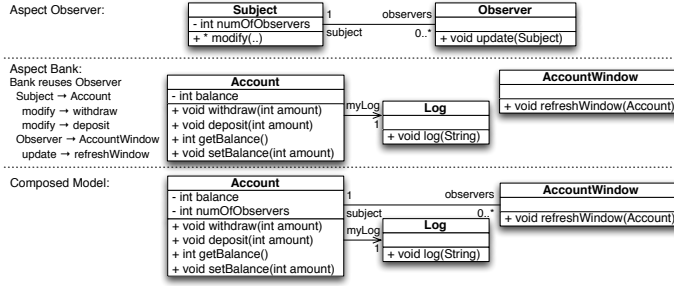 Aspect Observer:
Subject
- int numOfObservers
+ * modify(..)
1
subject
observers
0..*
Observer
+ void update(Subject)
Aspect Bank:
Bank reuses Observer
Subject → Account
modify → withdraw
modify → deposit
Observer → AccountWindow
update → refreshWindow
Account
- int balance
+ void withdraw(int amount)
+ void deposit(int amount)
+ int getBalance()
+ void setBalance(int amount)
myLog
1
Log
+ void log(String)
AccountWindow
+ void refreshWindow(Account)
Composed Model:
Account
- int balance
- int numOfObservers
+ void withdraw(int amount)
+ void deposit(int amount)
+ int getBalance()
+ void setBalance(int amount)
1
subject
observers
0..*
myLog
1
Log
+ void log(String)
AccountWindow
+ void refreshWindow(Account)